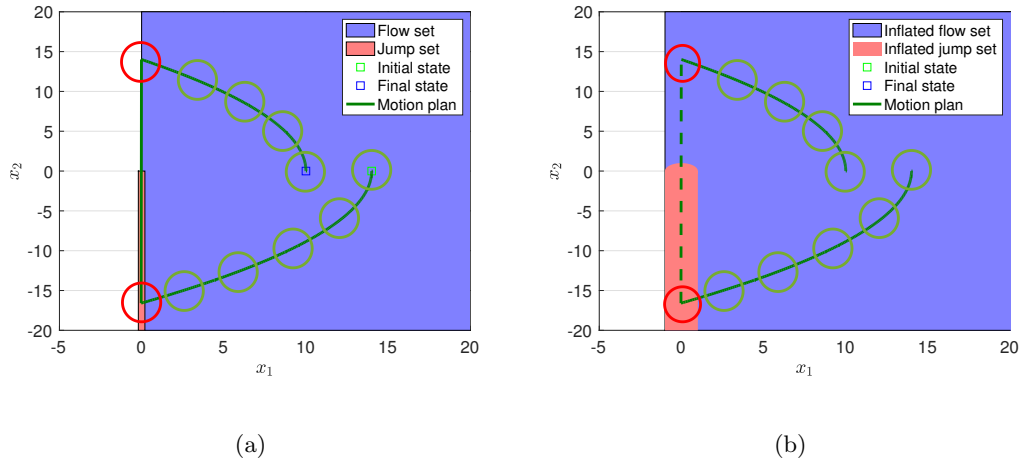 20
15
10
5
0
-5
-10
-15
-20
x2
-5
0
5
10
15
20
x1
Flow set
Jump set
Initial state
Final state
Motion plan
(a)
20
15
10
5
0
-5
-10
-15
-20
x2
-5
0
5
10
15
20
x1
Inflated flow set
Inflated jump set
Initial state
Final state
Motion plan
(b)